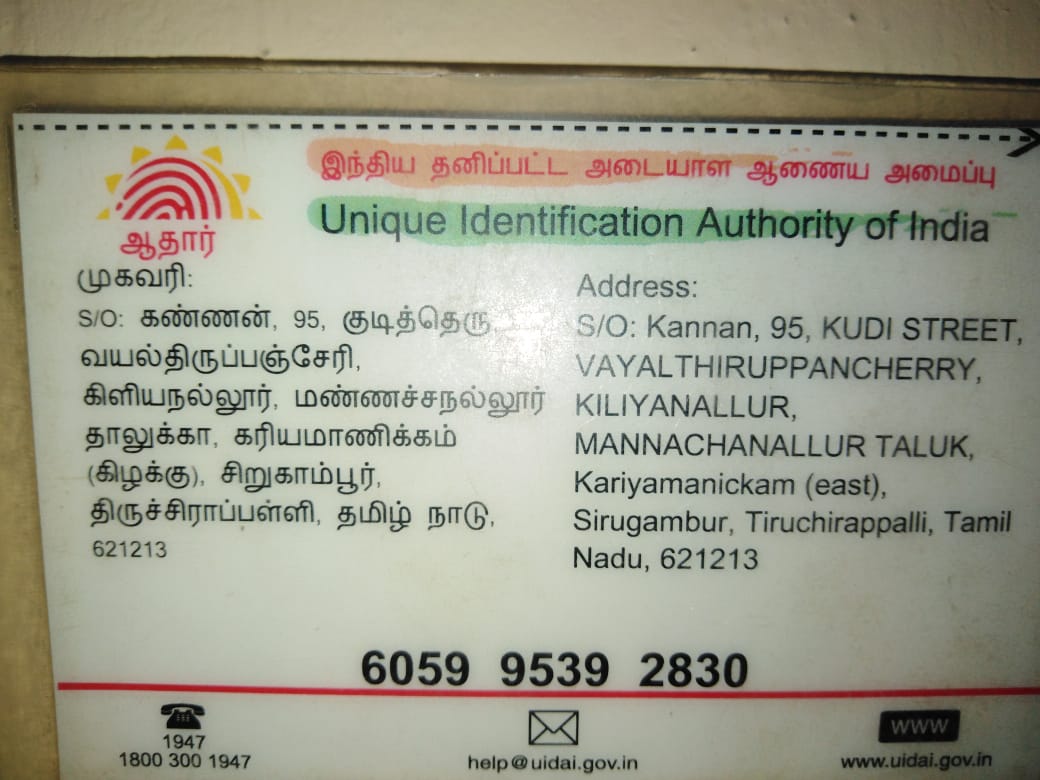 இந்திய தனிப்பட்ட அடையாள ஆணைய அமைப்பு
Unique Identification Authority of India
ஆதார்
முகவரி:
S/O: கண்ணன், 95, குடித்தெரு,
வயல்திருப்பஞ்சேரி,
கிளியநல்லூர், மண்ணச்சநல்லூர்
தாலுக்கா, கரியமாணிக்கம்
(கிழக்கு), சிறுகாம்பூர்,
திருச்சிராப்பள்ளி, தமிழ் நாடு,
621213
Address:
S/O: Kannan, 95, KUDI STREET,
VAYALTHIRUPPANCHERRY,
KILIYANALLUR,
MANNACHANALLUR TALUK,
Kariyamanickam (east),
Sirugambur, Tiruchirappalli, Tamil
Nadu, 621213
6059 9539 2830
1947
1800 300 1947
help@uidai.gov.in
www
www.uidai.gov.in